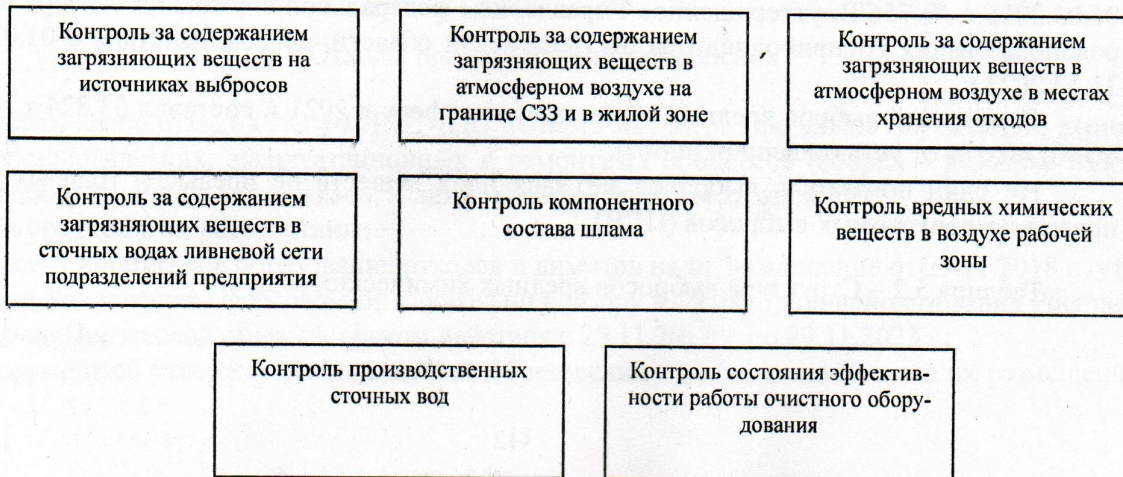 Контроль за содержанием
загрязняющих веществ на
источниках выбросов
Контроль за содержанием
загрязняющих веществ в
атмосферном воздухе на
границе СЗЗ и в жилой зоне
Контроль за содержанием
загрязняющих веществ в
атмосферном воздухе в местах
хранения отходов
Контроль за содержанием
загрязняющих веществ в
сточных водах ливневой сети
подразделений предприятия
Контроль компонентного
состава шлама
Контроль вредных химических
веществ в воздухе рабочей
зоны
Контроль производственных
сточных вод
Контроль состояния эффектив-
ности работы очистного обору-
дования